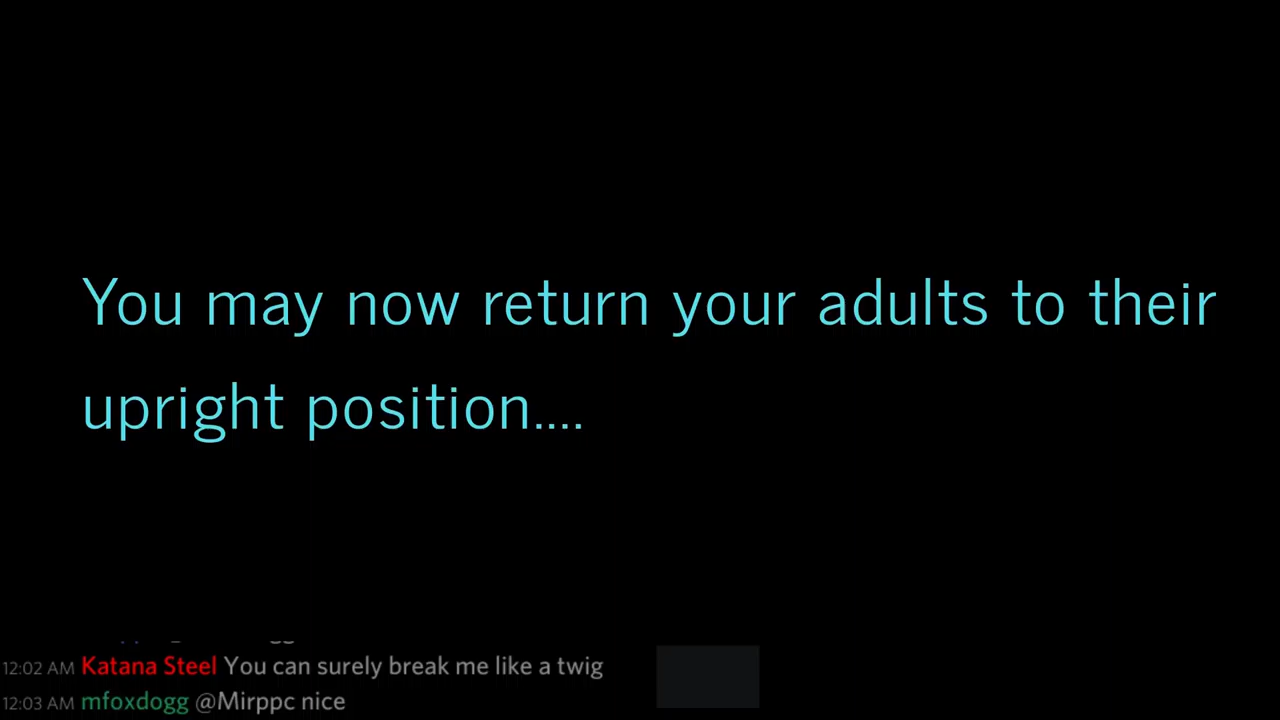 You may now return your adults to their
upright position....
12:02 AM Katana Steel You can surely break me like a twig
12:03 AM mfoxdogg @Mirppc nice